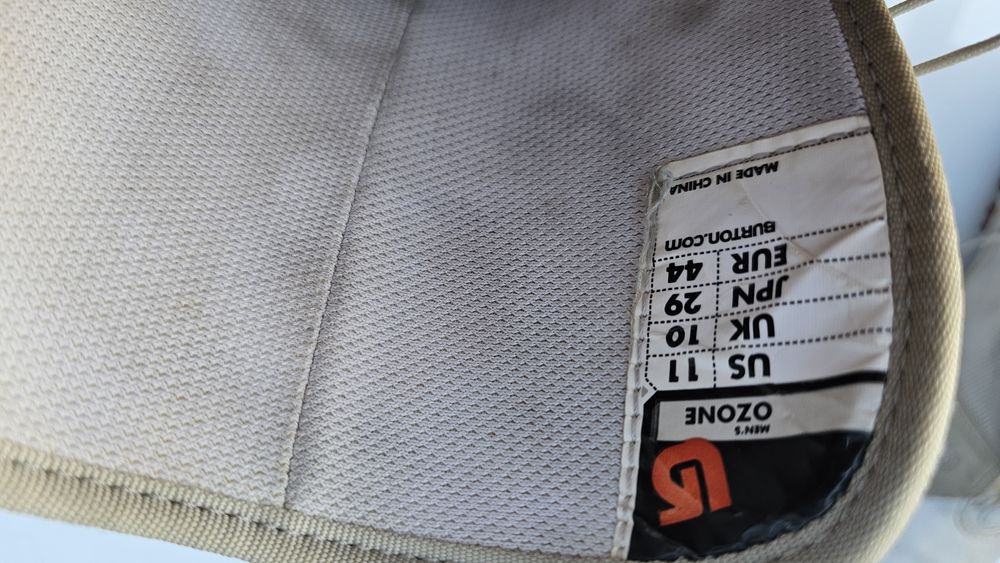 MEN'S
OZONE
US 11
UK 10
JPN 29
EUR 44
BURTON.COM
MADE IN CHINA